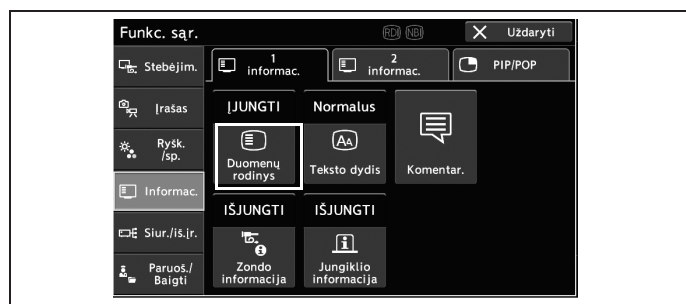 Funkc. sąr.
RDI NBI
Uždaryti
Stebėjim.
1
informac.
2
informac.
PIP/POP
Įrašas
ĮJUNGTI
Normalus
Ryšk.
/sp.
Duomenų
rodinys
Aa
Teksto dydis
Komentar.
Informac.
IŠJUNGTI
IŠJUNGTI
Siur./iš.įr.
Zondo
informacija
Jungiklio
informacija
Paruoš./
Baigti